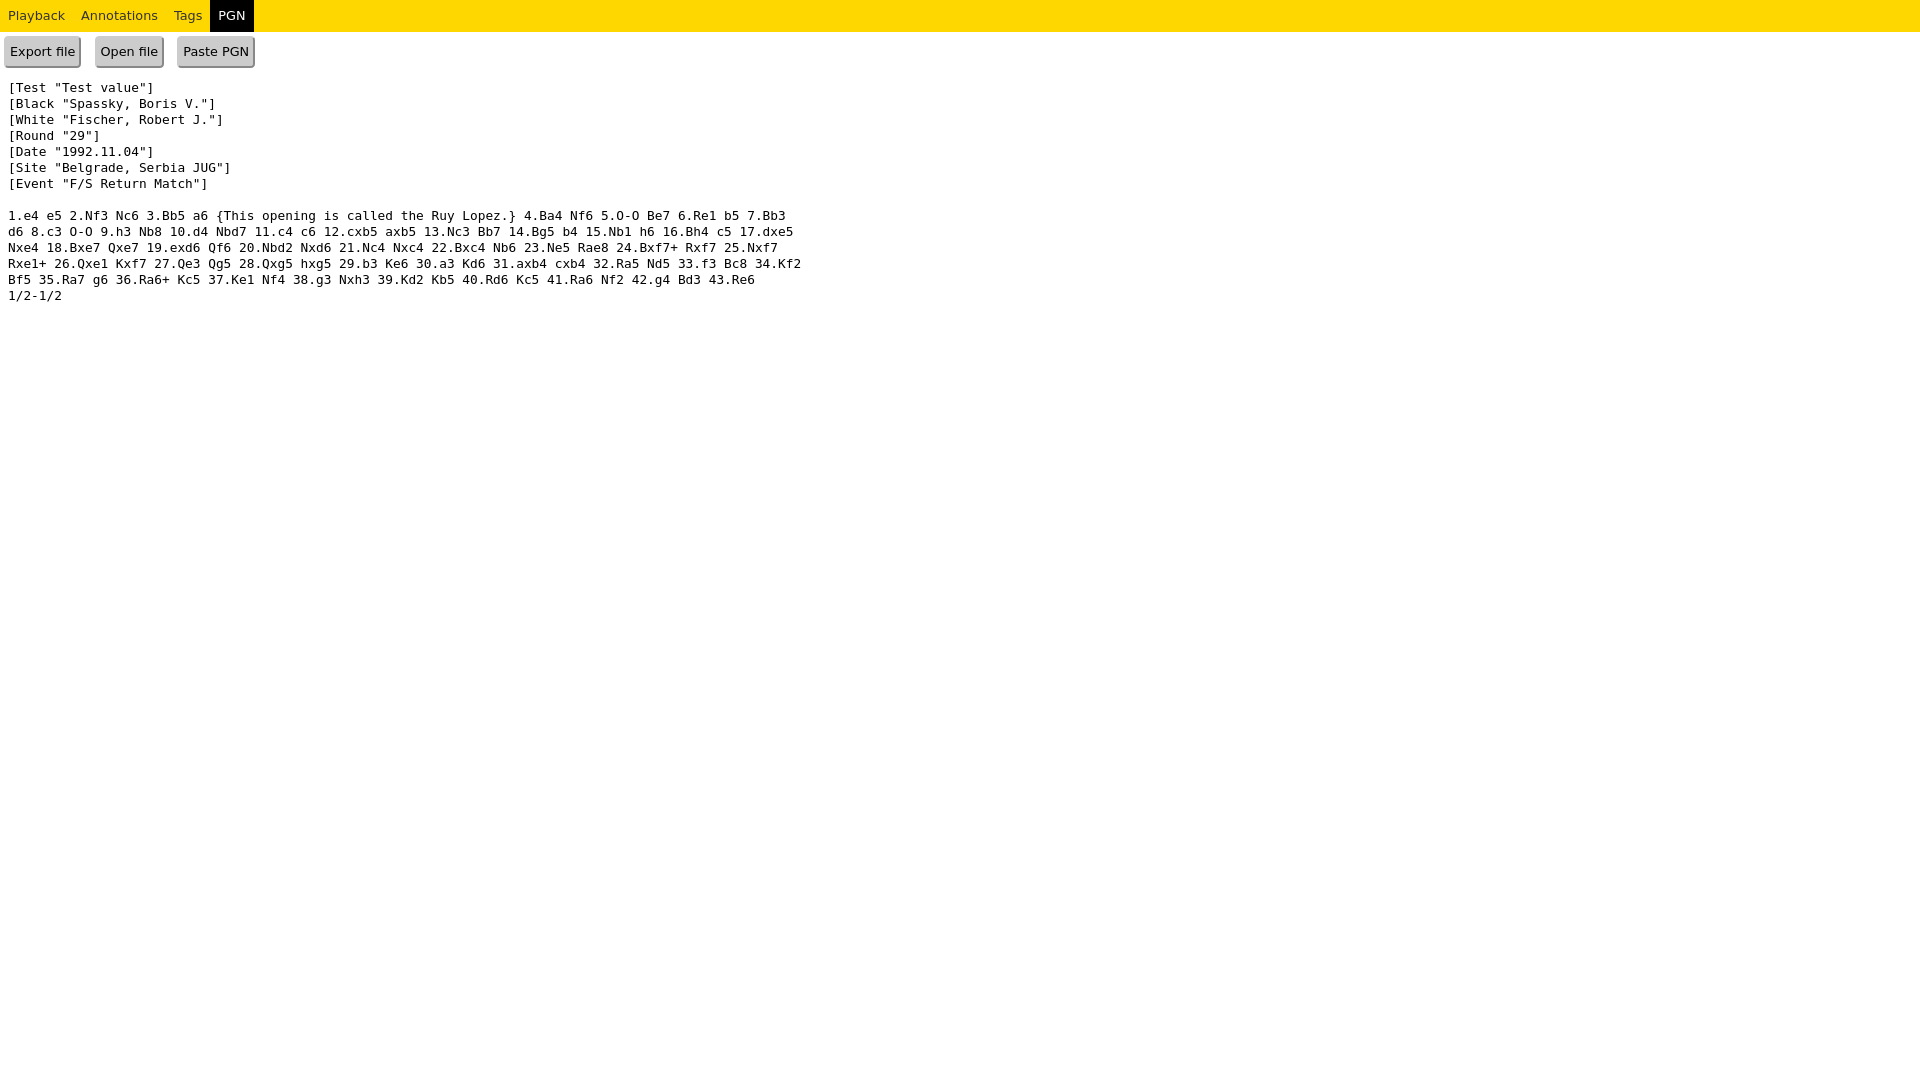 Playback Annotations Tags PGN
Export file Open file Paste PGN
[Test "Test value"]
[Black "Spassky, Boris V."]
[White "Fischer, Robert J."]
[Round "29"]
[Date "1992.11.04"]
[Site "Belgrade, Serbia JUG"]
[Event "F/S Return Match"]
1.e4 e5 2.Nf3 Nc6 3.Bb5 a6 {This opening is called the Ruy Lopez.} 4.Ba4 Nf6 5.O-O Be7 6.Re1 b5 7.Bb3
d6 8.c3 O-O 9.h3 Nb8 10.d4 Nbd7 11.c4 c6 12.cxb5 axb5 13.Nc3 Bb7 14.Bg5 b4 15.Nb1 h6 16.Bh4 c5 17.dxe5
Nxe4 18.Bxe7 Qxe7 19.exd6 Qf6 20.Nbd2 Nxd6 21.Nc4 Nxc4 22.Bxc4 Nb6 23.Ne5 Rae8 24.Bxf7+ Rxf7 25.Nxf7
Rxe1+ 26.Qxe1 Kxf7 27.Qe3 Qg5 28.Qxg5 hxg5 29.b3 Ke6 30.a3 Kd6 31.axb4 cxb4 32.Ra5 Nd5 33.f3 Bc8 34.Kf2
Bf5 35.Ra7 g6 36.Ra6+ Kc5 37.Ke1 Nf4 38.g3 Nxh3 39.Kd2 Kb5 40.Rd6 Kc5 41.Ra6 Nf2 42.g4 Bd3 43.Re6
1/2-1/2